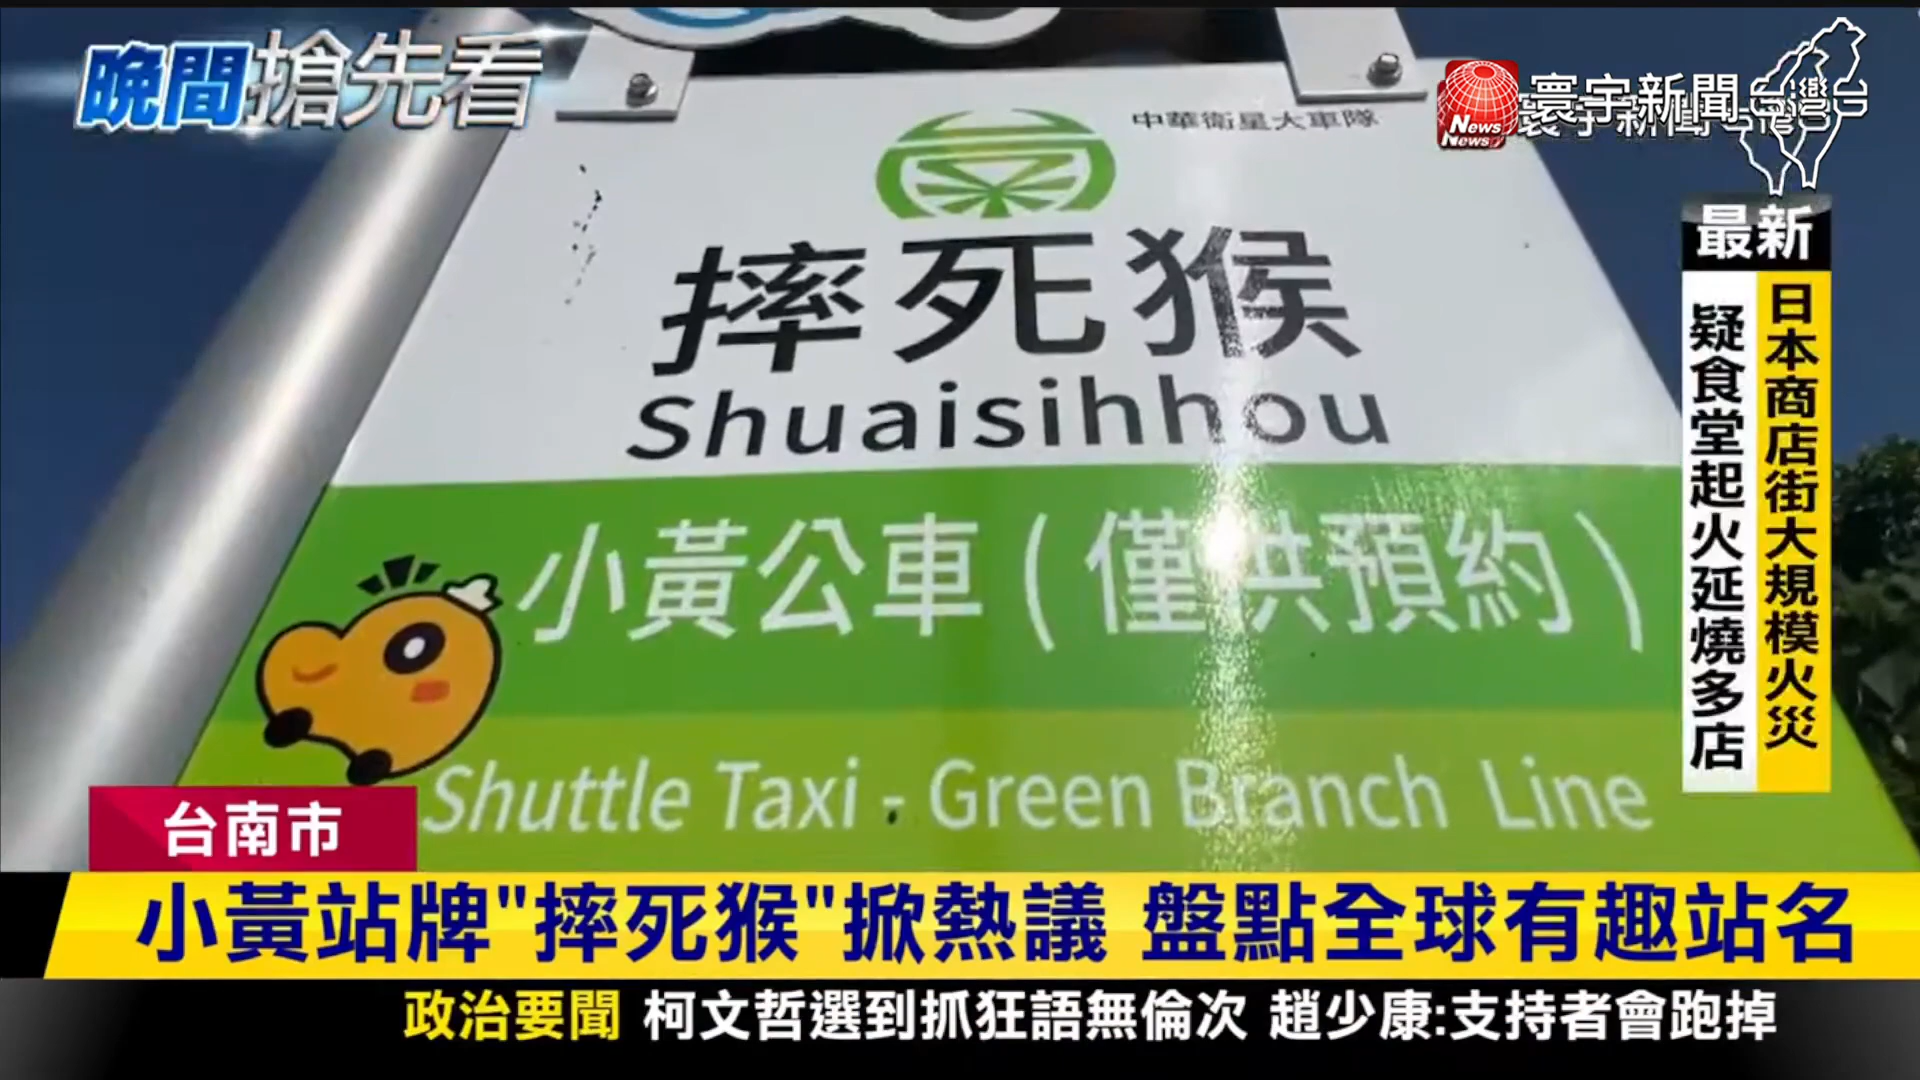 晚間搶先看
寰宇新聞 台灣
News
News
中華衛星大車隊
摔死猴
Shuaisihhou
小黃公車(僅供預約)
Shuttle Taxi - Green Branch Line
最新
日本商店街大規模火災
疑食堂起火延燒多店
台南市
小黃站牌"摔死猴"掀熱議 盤點全球有趣站名
政治要聞 柯文哲選到抓狂語無倫次 趙少康:支持者會跑掉